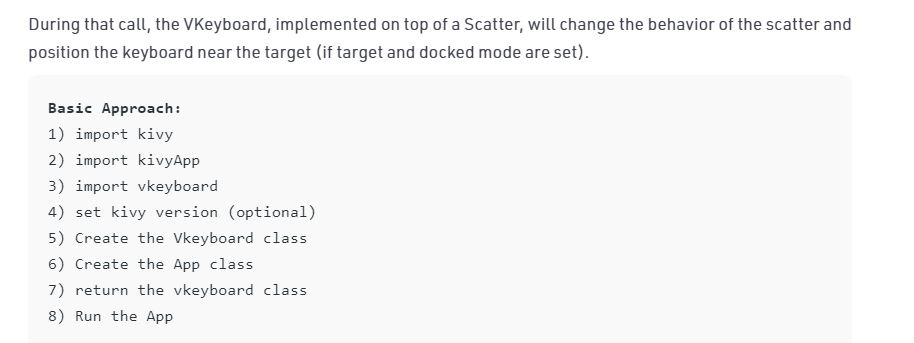 During that call, the VKeyboard, implemented on top of a Scatter, will change the behavior of the scatter and
position the keyboard near the target (if target and docked mode are set).
Basic Approach:
1) import kivy
2) import kivyApp
3) import vkeyboard
4) set kivy version (optional)
5) Create the Vkeyboard class
6) Create the App class
7) return the vkeyboard class
8) Run the App